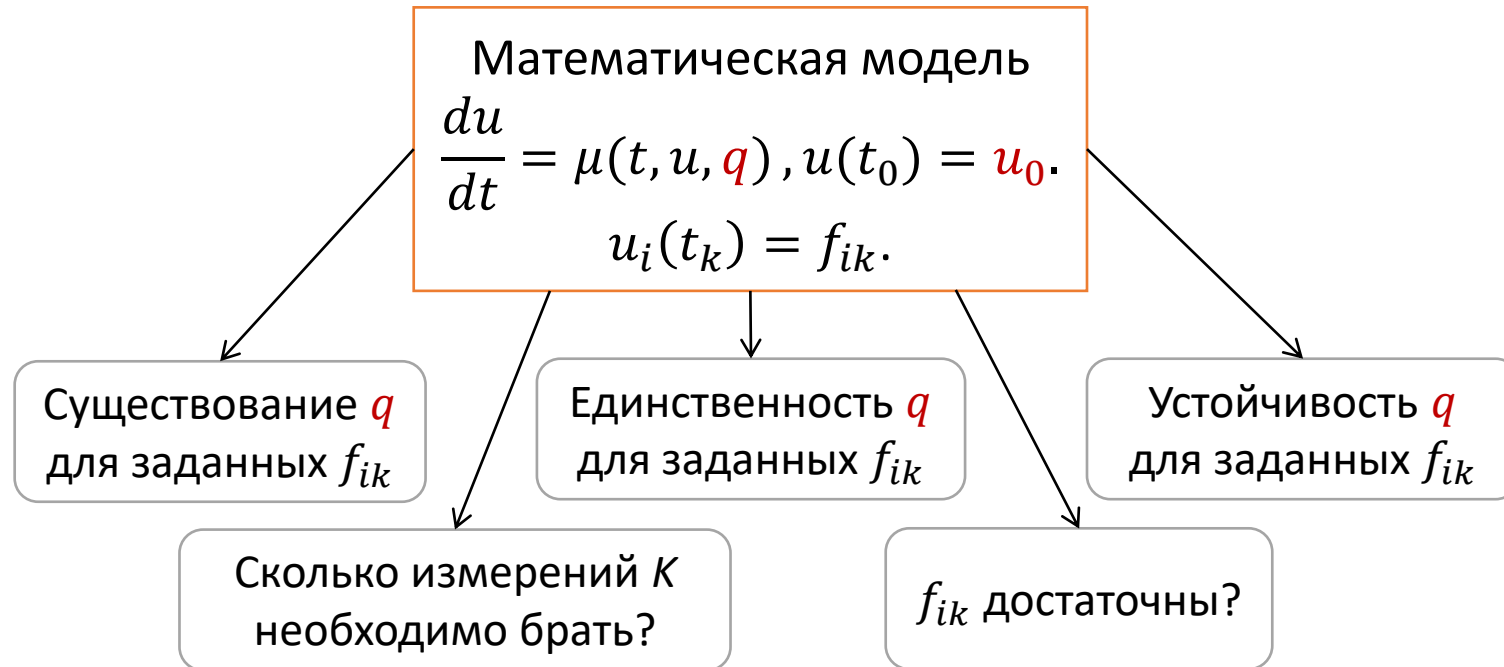 Математическая модель
du/dt = μ(t, u, q) , u(t₀) = u₀.
uᵢ(tₖ) = fᵢₖ.
Существование q
для заданных fᵢₖ
Единственность q
для заданных fᵢₖ
Устойчивость q
для заданных fᵢₖ
Сколько измерений K
необходимо брать?
fᵢₖ достаточны?